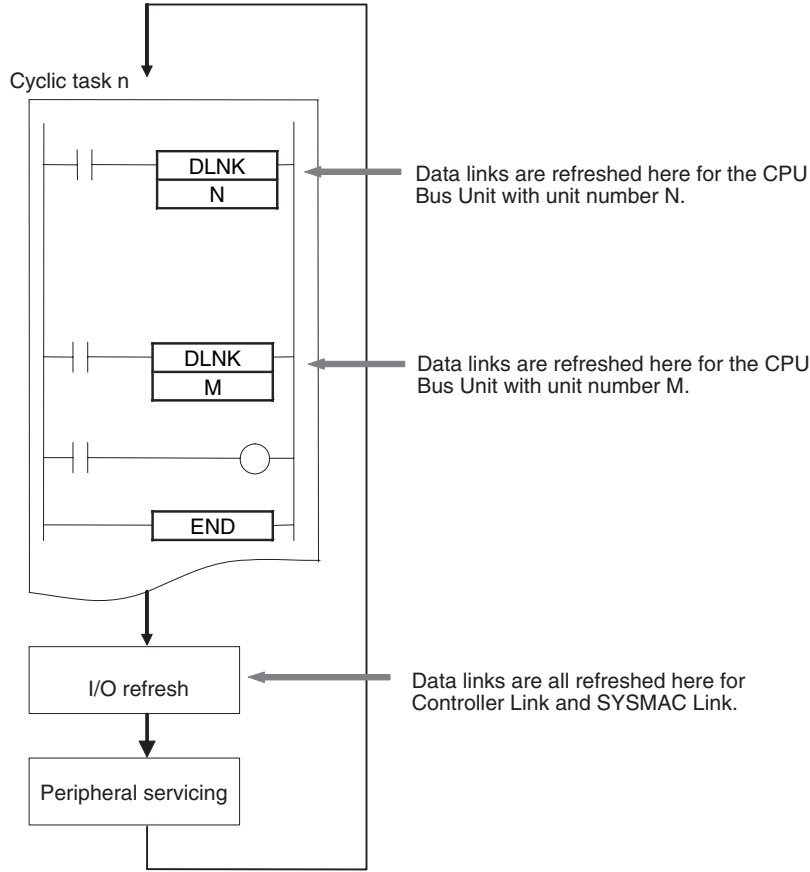 Cyclic task n
DLNK
N
Data links are refreshed here for the CPU
Bus Unit with unit number N.
DLNK
M
Data links are refreshed here for the CPU
Bus Unit with unit number M.
END
I/O refresh
Data links are all refreshed here for
Controller Link and SYSMAC Link.
Peripheral servicing